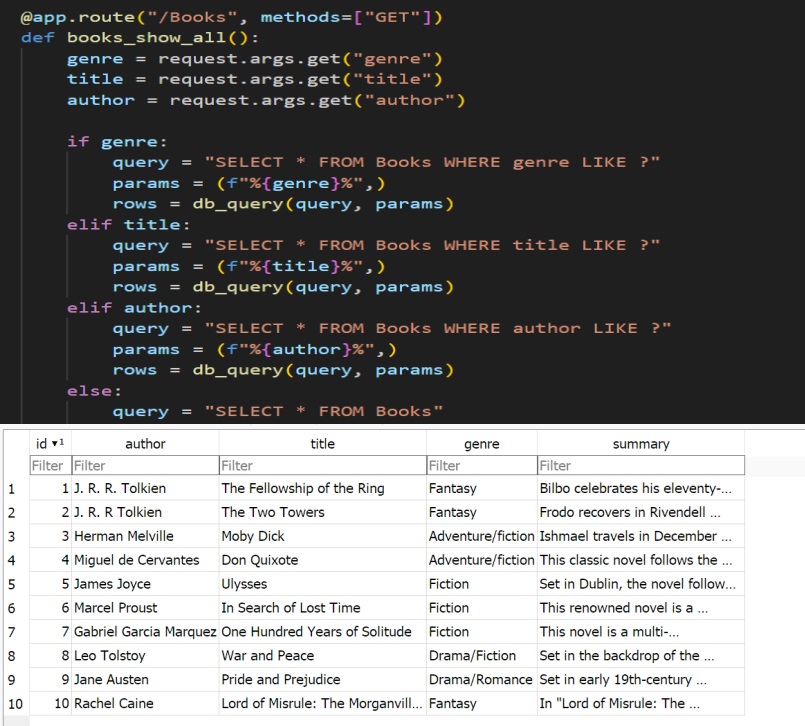 @app.route("/Books", methods=["GET"])
def books_show_all():
genre = request.args.get("genre")
title = request.args.get("title")
author = request.args.get("author")
if genre:
query = "SELECT * FROM Books WHERE genre LIKE ?"
params = (f"%{genre}%",)
rows = db_query(query, params)
elif title:
query = "SELECT * FROM Books WHERE title LIKE ?"
params = (f"%{title}%",)
rows = db_query(query, params)
elif author:
query = "SELECT * FROM Books WHERE author LIKE ?"
params = (f"%{author}%",)
rows = db_query(query, params)
else:
query = "SELECT * FROM Books"
id ▾1 author title genre summary
Filter Filter Filter Filter Filter
1 1 J. R. R. Tolkien The Fellowship of the Ring Fantasy Bilbo celebrates his eleventy-...
2 2 J. R. R Tolkien The Two Towers Fantasy Frodo recovers in Rivendell ...
3 3 Herman Melville Moby Dick Adventure/fiction Ishmael travels in December ...
4 4 Miguel de Cervantes Don Quixote Adventure/fiction This classic novel follows the ...
5 5 James Joyce Ulysses Fiction Set in Dublin, the novel follow...
6 6 Marcel Proust In Search of Lost Time Fiction This renowned novel is a ...
7 7 Gabriel Garcia Marquez One Hundred Years of Solitude Fiction This novel is a multi-...
8 8 Leo Tolstoy War and Peace Drama/Fiction Set in the backdrop of the ...
9 9 Jane Austen Pride and Prejudice Drama/Romance Set in early 19th-century ...
10 10 Rachel Caine Lord of Misrule: The Morganvill... Fantasy In "Lord of Misrule: The ...